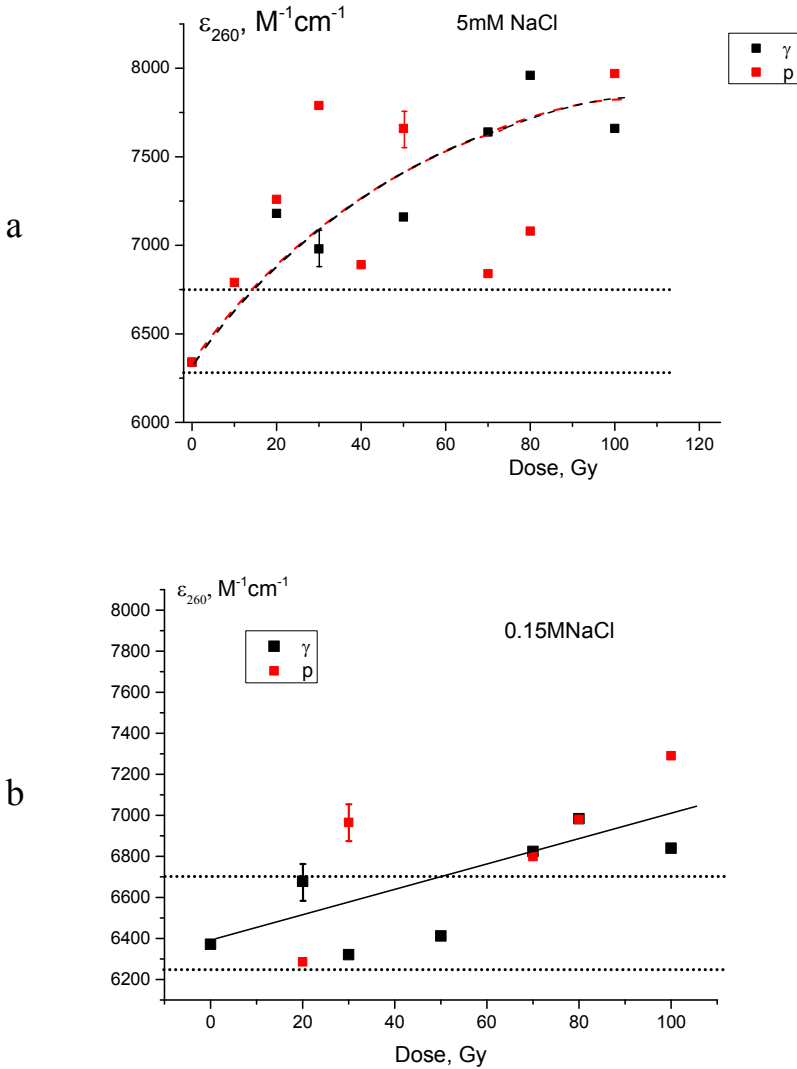 ε260, M-1cm-1
5mM NaCl
γ
p
8000
7500
a
7000
6500
6000
0 20 40 60 80 100 120
Dose, Gy
ε260, M-1cm-1
8000
0.15MNaCl
γ
p
7800
7600
7400
7200
b
7000
6800
6600
6400
6200
0 20 40 60 80 100
Dose, Gy